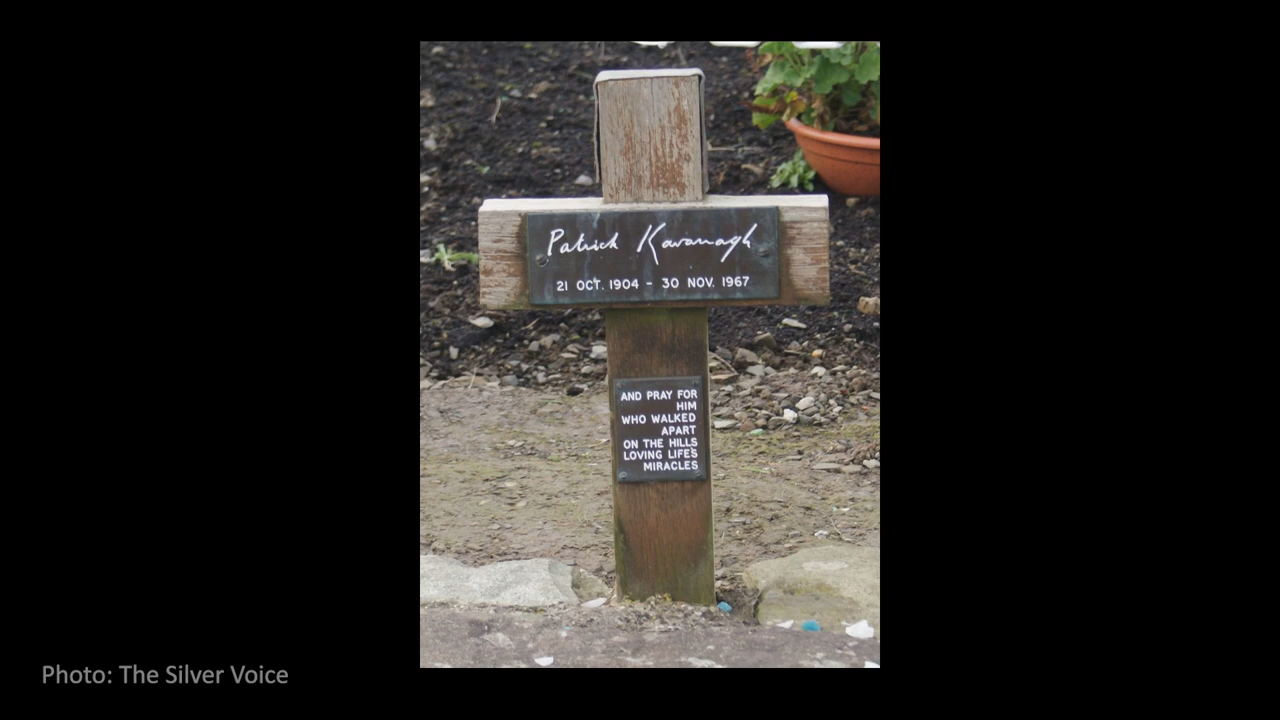 Patrick Kavanagh
21 OCT. 1904 - 30 NOV. 1967
AND PRAY FOR
HIM
WHO WALKED
APART
ON THE HILLS
LOVING LIFE'S
MIRACLES
Photo: The Silver Voice